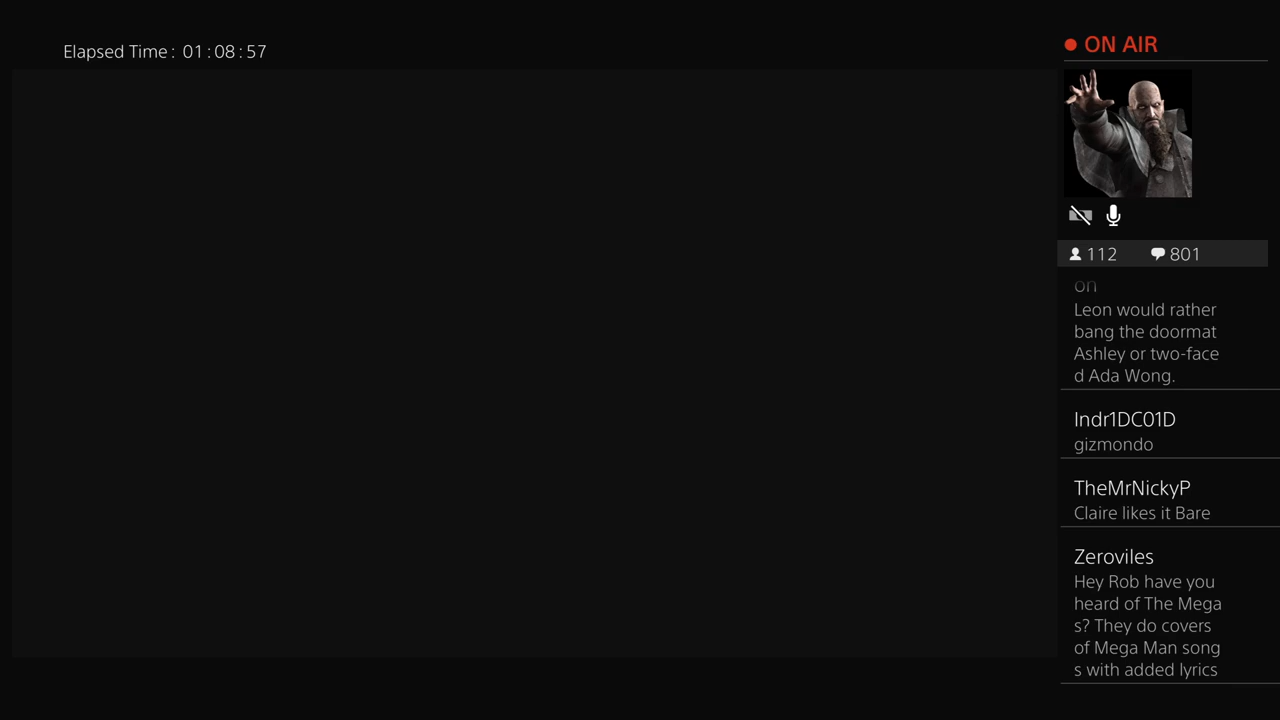 Elapsed Time : 01 : 08 : 57
ON AIR
112 801
on
Leon would rather
bang the doormat
Ashley or two-face
d Ada Wong.
Indr1DC01D
gizmondo
TheMrNickyP
Claire likes it Bare
Zeroviles
Hey Rob have you
heard of The Mega
s? They do covers
of Mega Man song
s with added lyrics